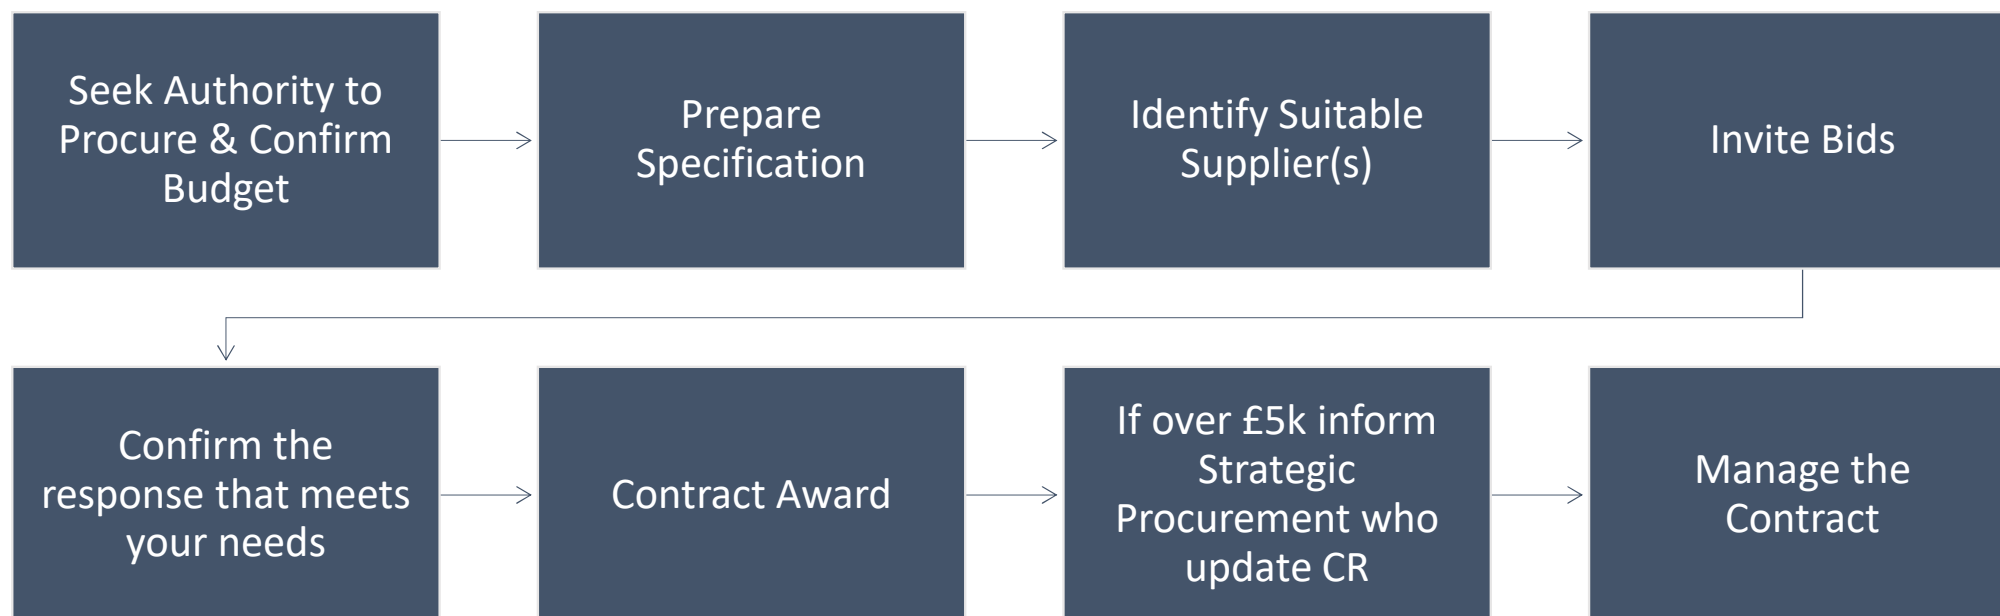 Seek Authority to
Procure & Confirm
Budget
Prepare
Specification
Identify Suitable
Supplier(s)
Invite Bids
Confirm the
response that meets
your needs
Contract Award
If over £5k inform
Strategic
Procurement who
update CR
Manage the
Contract